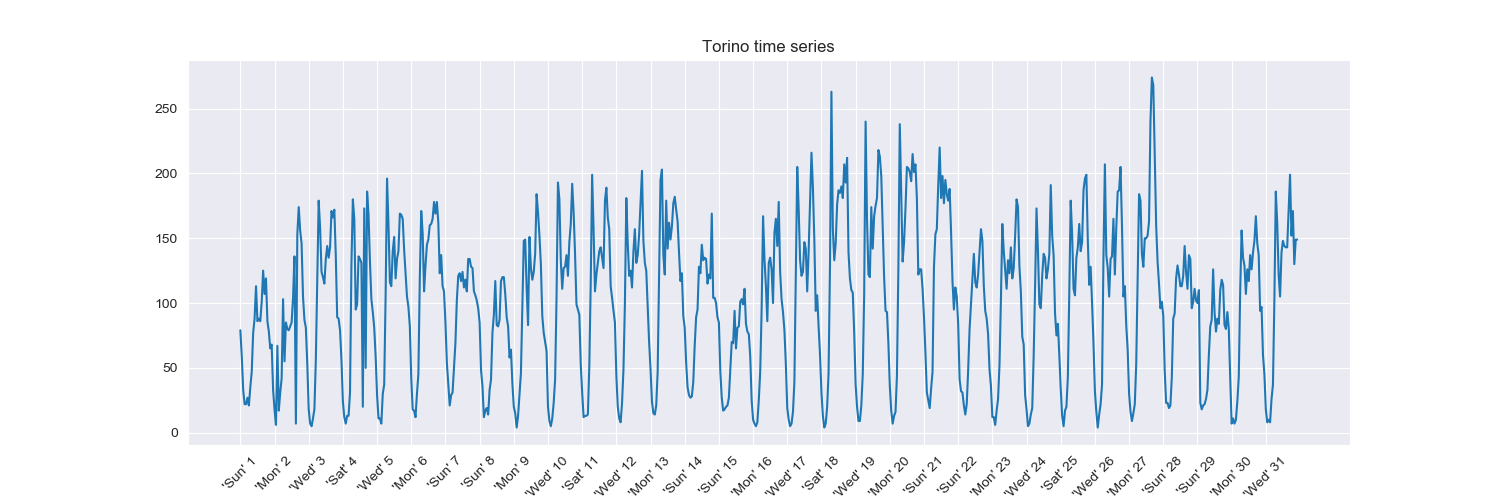 Torino time series
250
200
150
100
50
0
'Sun' 1
'Mon' 2
'Wed' 3
'Sat' 4
'Wed' 5
'Mon' 6
'Sun' 7
'Sun' 8
'Mon' 9
'Wed' 10
'Sat' 11
'Wed' 12
'Mon' 13
'Sun' 14
'Sun' 15
'Mon' 16
'Wed' 17
'Sat' 18
'Wed' 19
'Mon' 20
'Sun' 21
'Sun' 22
'Mon' 23
'Wed' 24
'Sat' 25
'Wed' 26
'Mon' 27
'Sun' 28
'Sun' 29
'Mon' 30
'Wed' 31